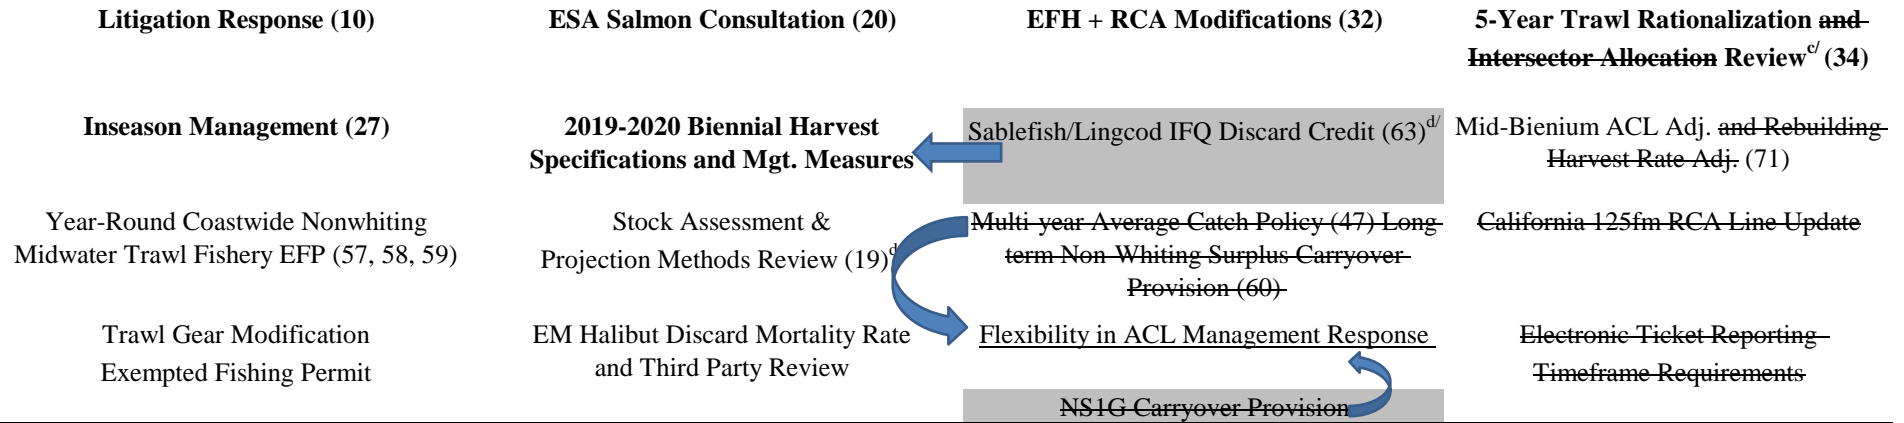 Litigation Response (10)
ESA Salmon Consultation (20)
EFH + RCA Modifications (32)
5-Year Trawl Rationalization and
Intersector Allocation Review c/ (34)
Inseason Management (27)
2019-2020 Biennial Harvest
Specifications and Mgt. Measures
Sablefish/Lingcod IFQ Discard Credit (63) d/
Mid-Bienium ACL Adj. and Rebuilding
Harvest Rate Adj. (71)
Year-Round Coastwide Nonwhiting
Midwater Trawl Fishery EFP (57, 58, 59)
Stock Assessment &
Projection Methods Review (19) d
Multi-year Average Catch Policy (47) Long-
term Non-Whiting Surplus Carryover
Provision (60)
California 125fm RCA Line Update
Trawl Gear Modification
Exempted Fishing Permit
EM Halibut Discard Mortality Rate
and Third Party Review
Flexibility in ACL Management Response
Electronic Ticket Reporting
Timeframe Requirements
NS1G Carryover Provision